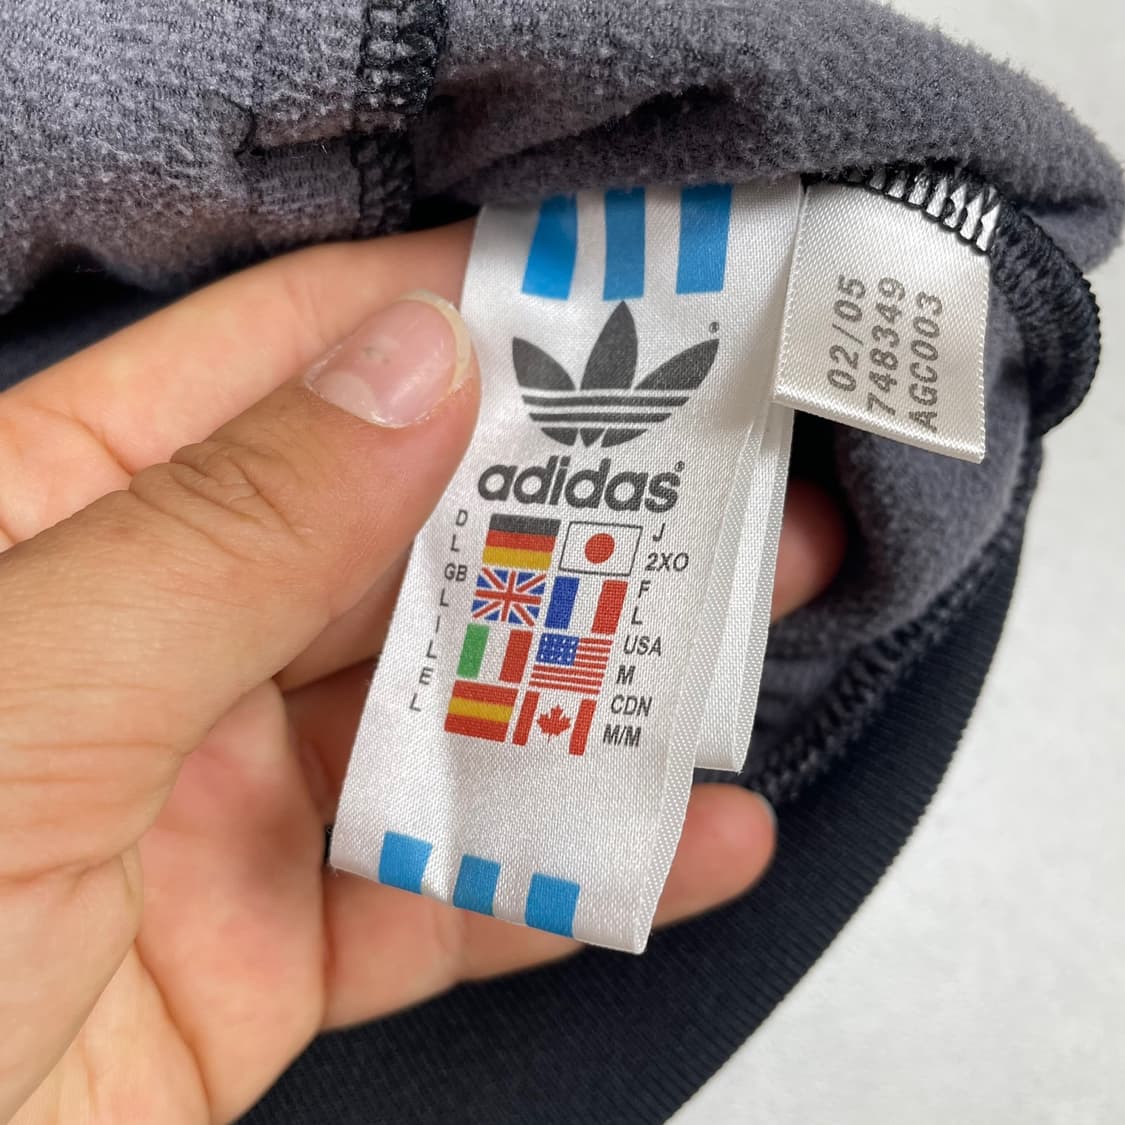 adidas®
D
L
J
2XO
GB
L
F
L
I
L
USA
M
E
L
CDN
M/M
02/05
748349
AGC003